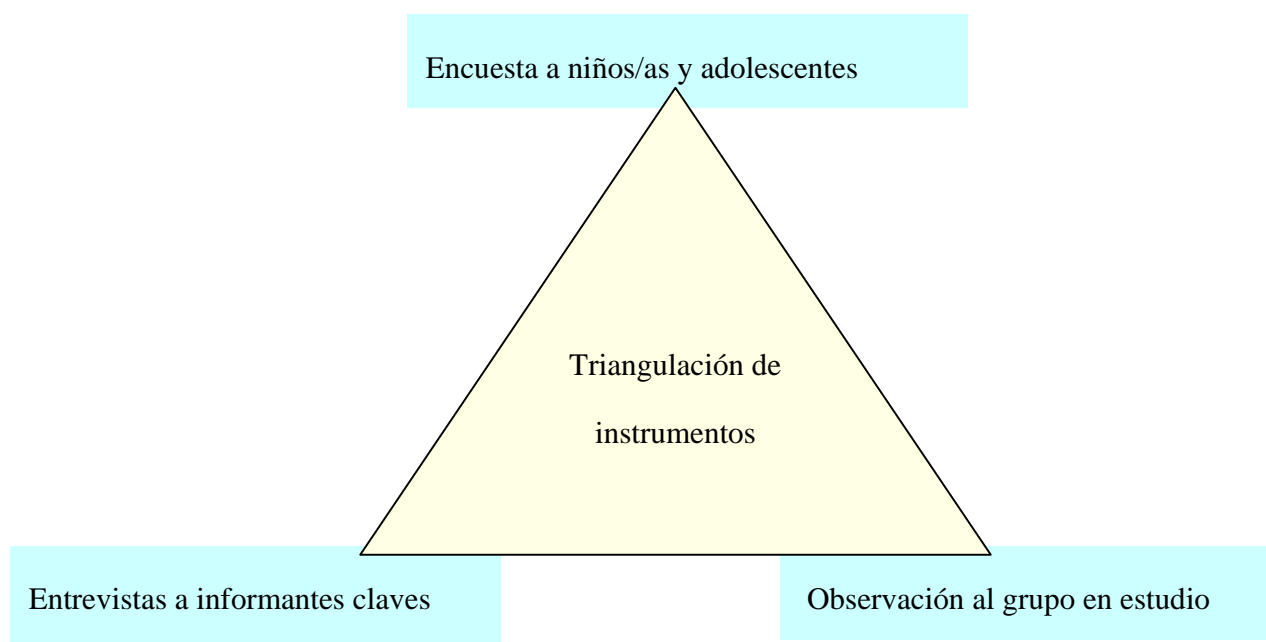 Encuesta a niños/as y adolescentes
Triangulación de
instrumentos
Entrevistas a informantes claves
Observación al grupo en estudio